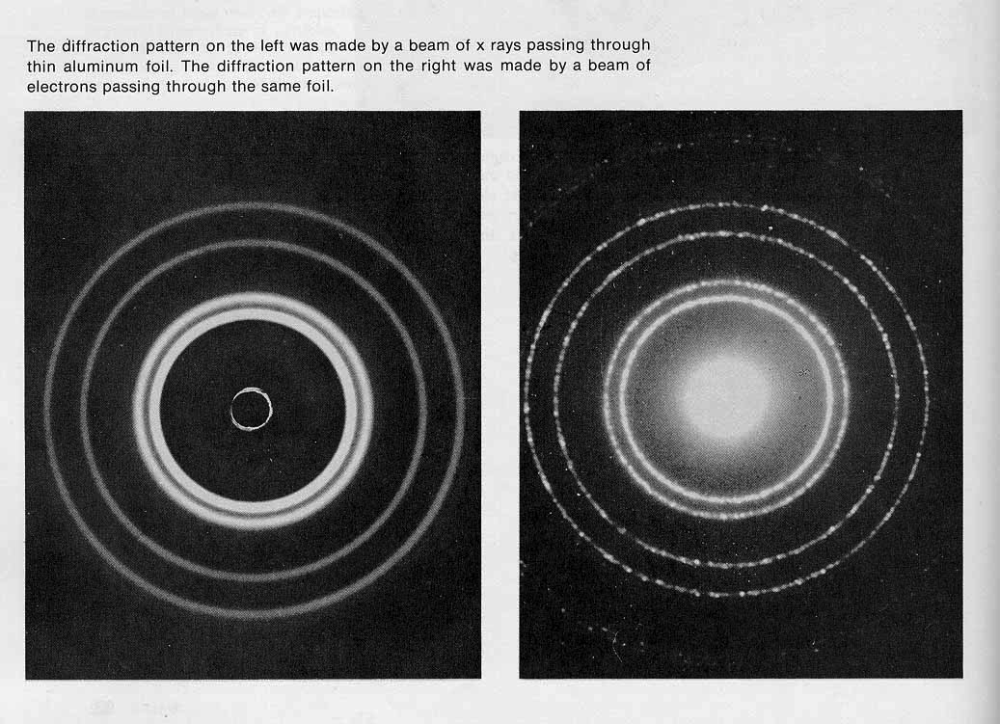 The diffraction pattern on the left was made by a beam of x rays passing through
thin aluminum foil. The diffraction pattern on the right was made by a beam of
electrons passing through the same foil.